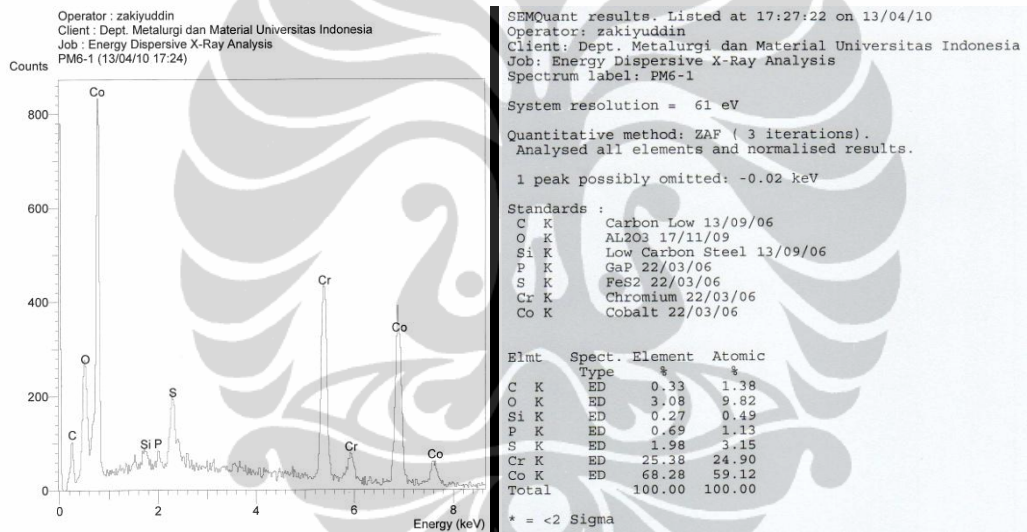 Operator : zakiyuddin
Client : Dept. Metalurgi dan Material Universitas Indonesia
Job : Energy Dispersive X-Ray Analysis
PM6-1 (13/04/10 17:24)
Counts
800
600
400
200
0
Co
O
C
Si P
S
Cr
Cr
Co
Co
0
2
4
6
8
Energy (keV)
SEMQuant results. Listed at 17:27:22 on 13/04/10
Operator: zakiyuddin
Client: Dept. Metalurgi dan Material Universitas Indonesia
Job: Energy Dispersive X-Ray Analysis
Spectrum label: PM6-1
System resolution = 61 eV
Quantitative method: ZAF ( 3 iterations).
Analysed all elements and normalised results.
1 peak possibly omitted: -0.02 keV
Standards :
C K Carbon Low 13/09/06
O K AL2O3 17/11/09
Si K Low Carbon Steel 13/09/06
P K GaP 22/03/06
S K FeS2 22/03/06
Cr K Chromium 22/03/06
Co K Cobalt 22/03/06
Elmt Spect. Element Atomic
Type % %
C K ED 0.33 1.38
O K ED 3.08 9.82
Si K ED 0.27 0.49
P K ED 0.69 1.13
S K ED 1.98 3.15
Cr K ED 25.38 24.90
Co K ED 68.28 59.12
Total 100.00 100.00
* = <2 Sigma